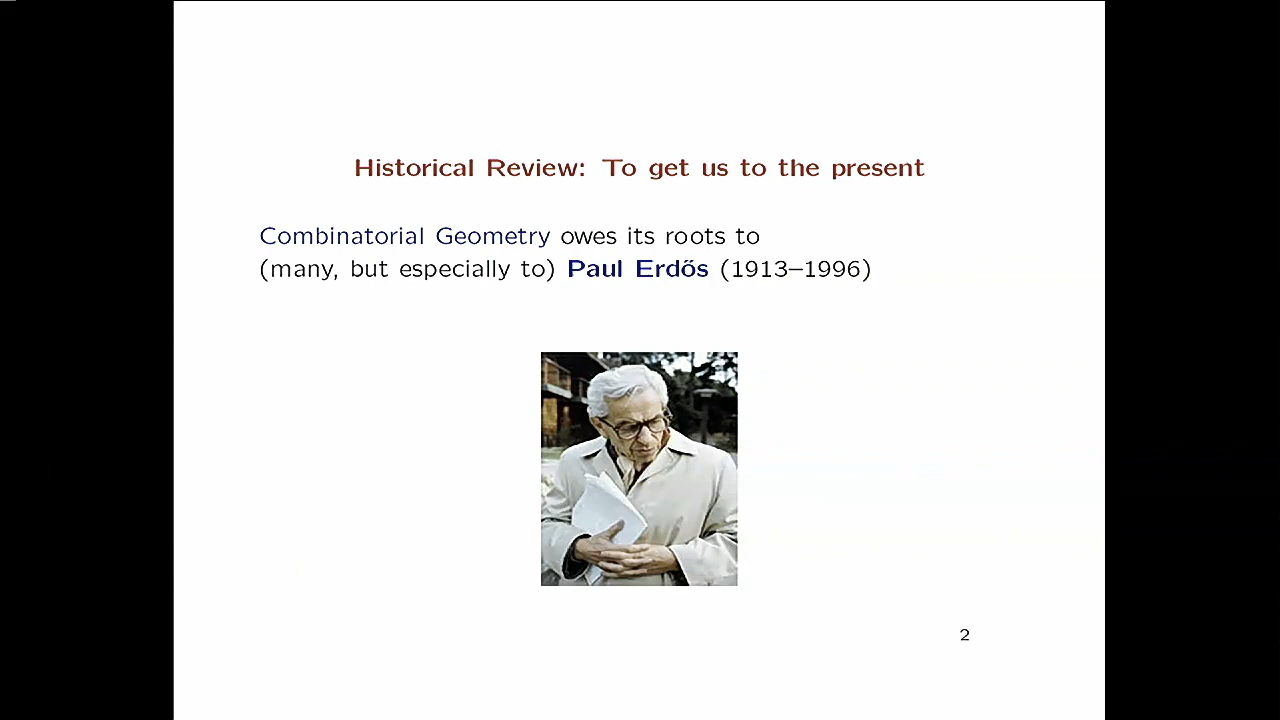 Historical Review: To get us to the present
Combinatorial Geometry owes its roots to
(many, but especially to) Paul Erdős (1913–1996)
2